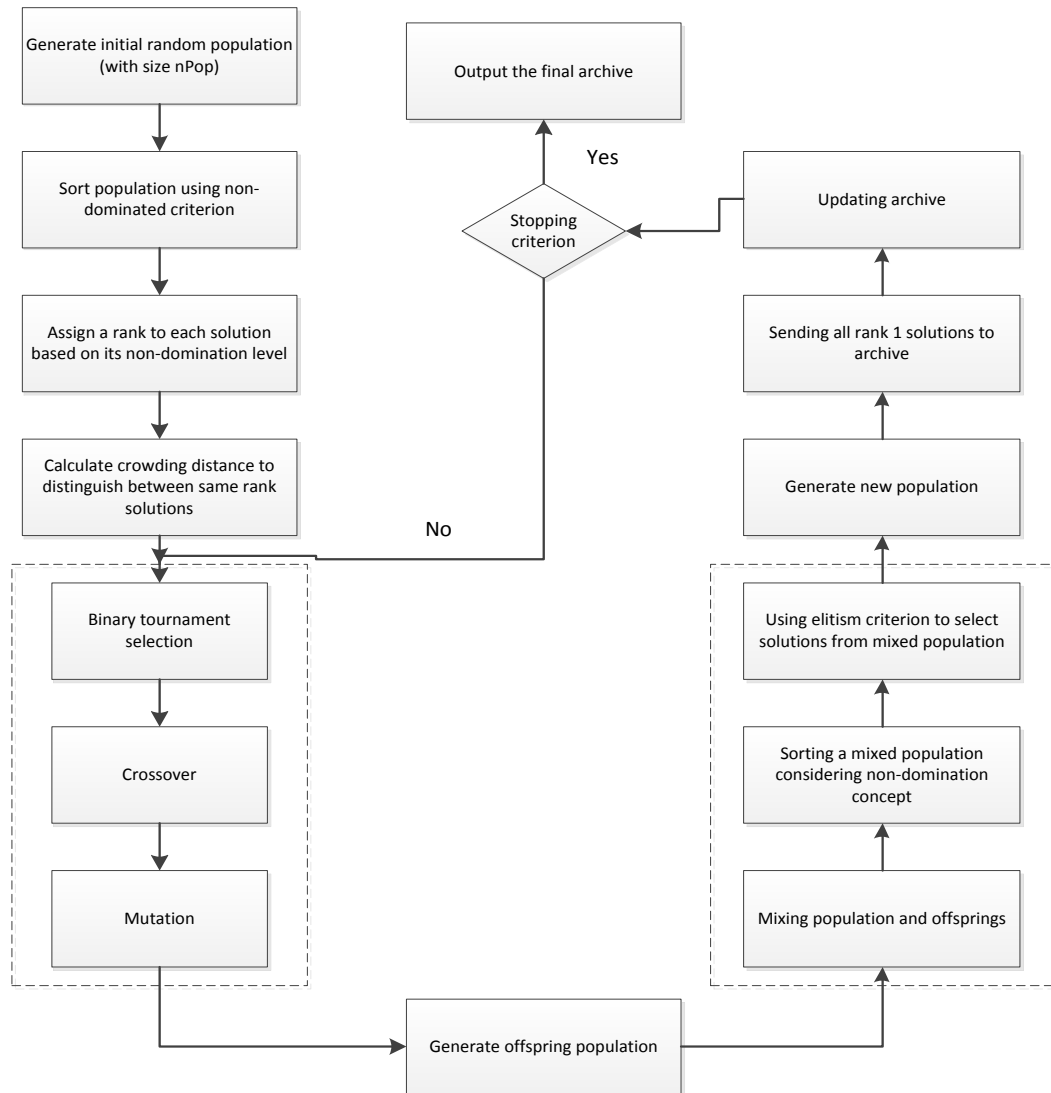 Generate initial random population
(with size nPop)
Sort population using non-
dominated criterion
Assign a rank to each solution
based on its non-domination level
Calculate crowding distance to
distinguish between same rank
solutions
Binary tournament
selection
Crossover
Mutation
Generate offspring population
Mixing population and offsprings
Sorting a mixed population
considering non-domination
concept
Using elitism criterion to select
solutions from mixed population
Generate new population
Sending all rank 1 solutions to
archive
Updating archive
Stopping
criterion
Yes
No
Output the final archive